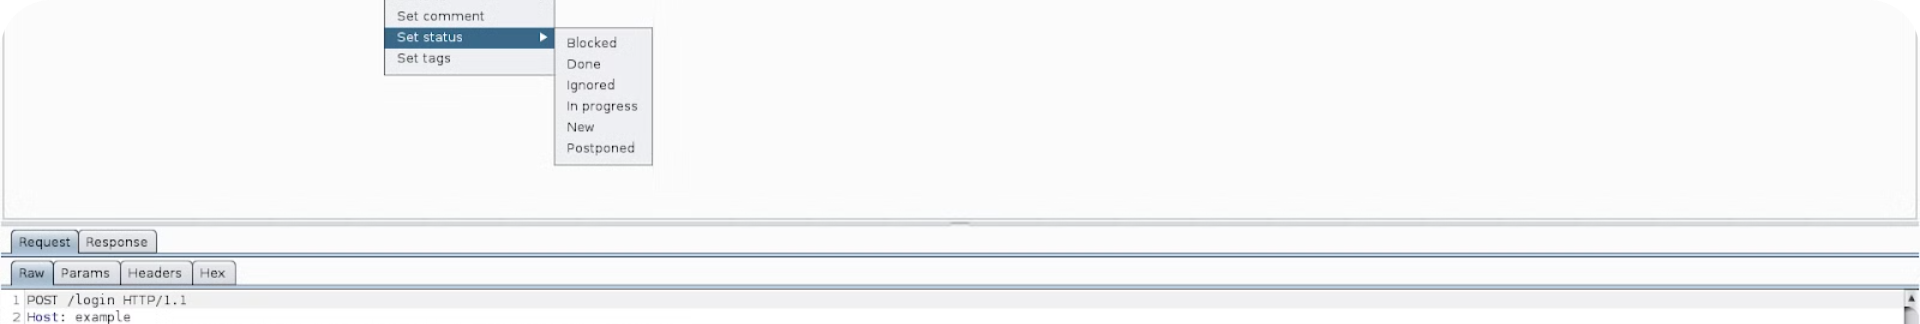 Set comment
Set status
Set tags
Blocked
Done
Ignored
In progress
New
Postponed
Request Response
Raw Params Headers Hex
1 POST /login HTTP/1.1
2 Host: example